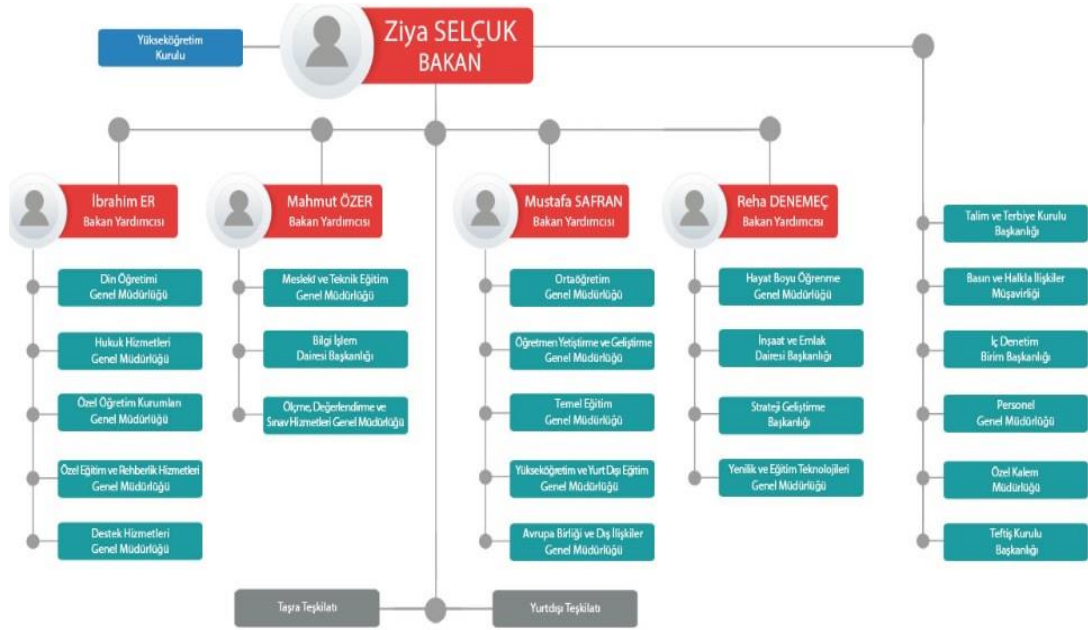 Yükseköğretim
Kurulu
Ziya SELÇUK
BAKAN
İbrahim ER
Bakan Yardımcısı
Mahmut ÖZER
Bakan Yardımcısı
Mustafa SAFRAN
Bakan Yardımcısı
Reha DENEMEÇ
Bakan Yardımcısı
Din Öğretimi
Genel Müdürlüğü
Hukuk Hizmetleri
Genel Müdürlüğü
Özel Öğretim Kurumları
Genel Müdürlüğü
Özel Eğitim ve Rehberlik Hizmetleri
Genel Müdürlüğü
Destek Hizmetleri
Genel Müdürlüğü
Mesleki ve Teknik Eğitim
Genel Müdürlüğü
Bilgi İşlem
Dairesi Başkanlığı
Ölçme, Değerlendirme ve
Sınav Hizmetleri Genel Müdürlüğü
Ortaöğretim
Genel Müdürlüğü
Öğretmen Yetiştirme ve Geliştirme
Genel Müdürlüğü
Temel Eğitim
Genel Müdürlüğü
Yükseköğretim ve Yurt Dışı Eğitim
Genel Müdürlüğü
Avrupa Birliği ve Dış İlişkiler
Genel Müdürlüğü
Hayat Boyu Öğrenme
Genel Müdürlüğü
İnşaat ve Emlak
Dairesi Başkanlığı
Strateji Geliştirme
Başkanlığı
Yenilik ve Eğitim Teknolojileri
Genel Müdürlüğü
Talim ve Terbiye Kurulu
Başkanlığı
Basın ve Halkla İlişkiler
Müşavirliği
İç Denetim
Birim Başkanlığı
Personel
Genel Müdürlüğü
Özel Kalem
Müdürlüğü
Teftiş Kurulu
Başkanlığı
Taşra Teşkilatı
Yurtdışı Teşkilatı